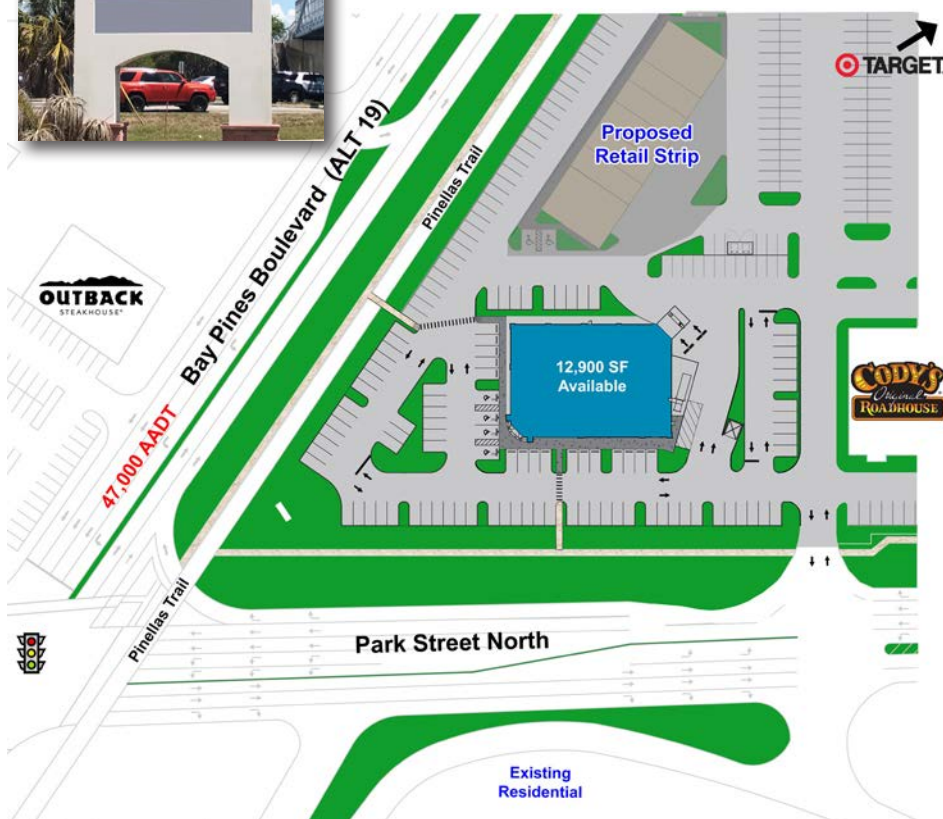 TARGET
Bay Pines Boulevard (ALT 19)
Pinellas Trail
Proposed
Retail Strip
OUTBACK
STEAKHOUSE®
12,900 SF
Available
CODY'S
Original
ROADHOUSE
47,000 AADT
Pinellas Trail
Park Street North
Existing
Residential